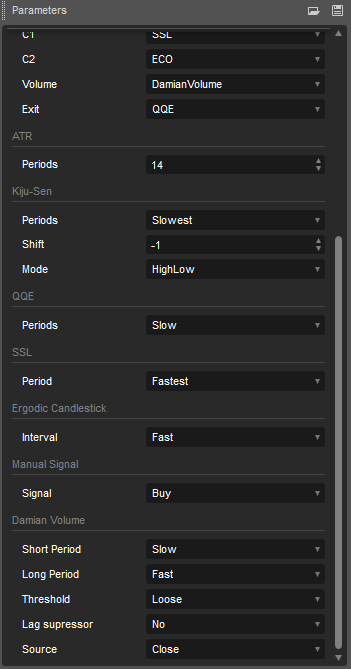 Parameters
C1 SSL
C2 ECO
Volume DamianVolume
Exit QQE
ATR
Periods 14
Kiju-Sen
Periods Slowest
Shift -1
Mode HighLow
QQE
Periods Slow
SSL
Period Fastest
Ergodic Candlestick
Interval Fast
Manual Signal
Signal Buy
Damian Volume
Short Period Slow
Long Period Fast
Threshold Loose
Lag supressor No
Source Close